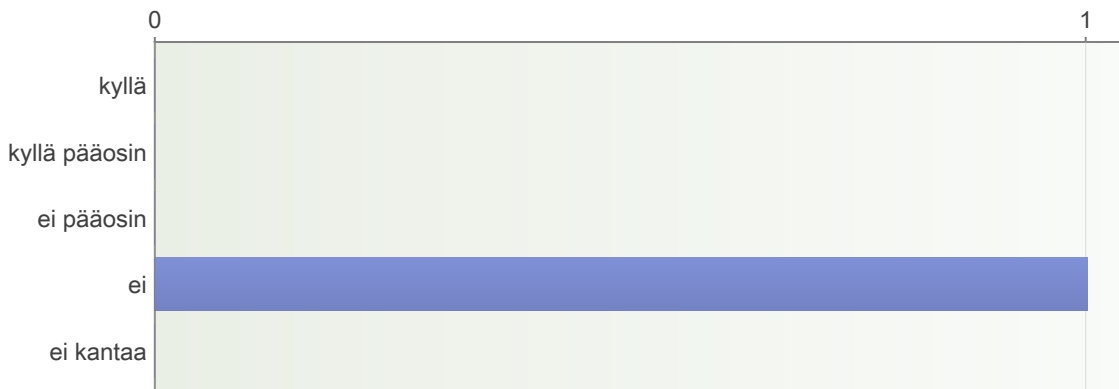 0 1
kyllä
kyllä pääosin
ei pääosin
ei
ei kantaa